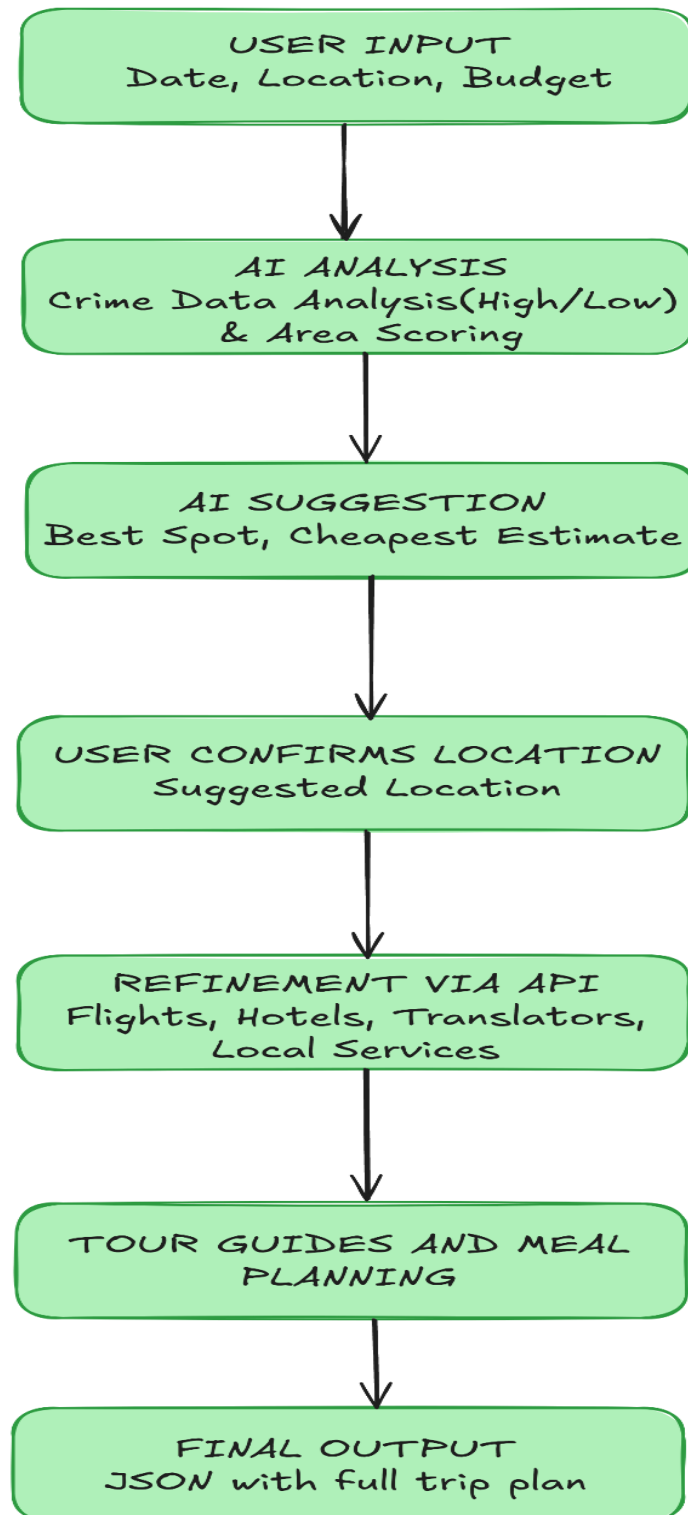 USER INPUT
Date, Location, Budget
AI ANALYSIS
Crime Data Analysis(High/Low)
& Area Scoring
AI SUGGESTION
Best Spot, Cheapest Estimate
USER CONFIRMS LOCATION
Suggested Location
REFINEMENT VIA API
Flights, Hotels, Translators,
Local Services
TOUR GUIDES AND MEAL
PLANNING
FINAL OUTPUT
JSON with full trip plan